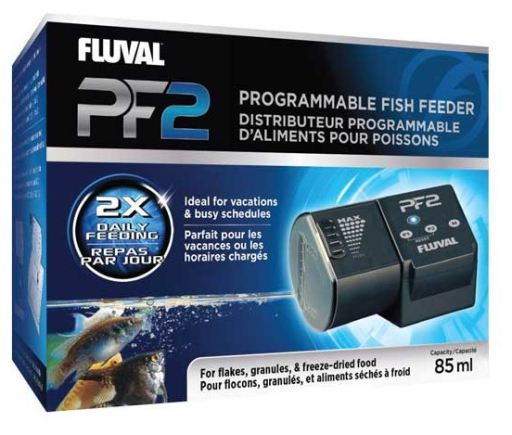 FLUVAL
PF2
PROGRAMMABLE FISH FEEDER
DISTRIBUTEUR PROGRAMMABLE
D'ALIMENTS POUR POISSONS
2X
DAILY
FEEDING
REPAS
PAR JOUR
Ideal for vacations
& busy schedules
Parfait pour les
vacances ou les
horaires chargés
MAX
PF2
RESET
FLUVAL
For flakes, granules, & freeze-dried food
Pour flocons, granulés, et aliments séchés à froid
Capacity/Capacité
85 ml